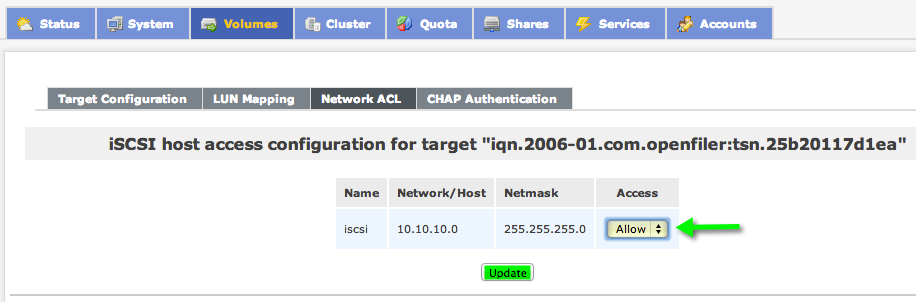 Status System Volumes Cluster Quota Shares Services Accounts
Target Configuration LUN Mapping Network ACL CHAP Authentication
iSCSI host access configuration for target "iqn.2006-01.com.openfiler:tsn.25b20117d1ea"
Name Network/Host Netmask Access
iscsi 10.10.10.0 255.255.255.0 Allow
Update